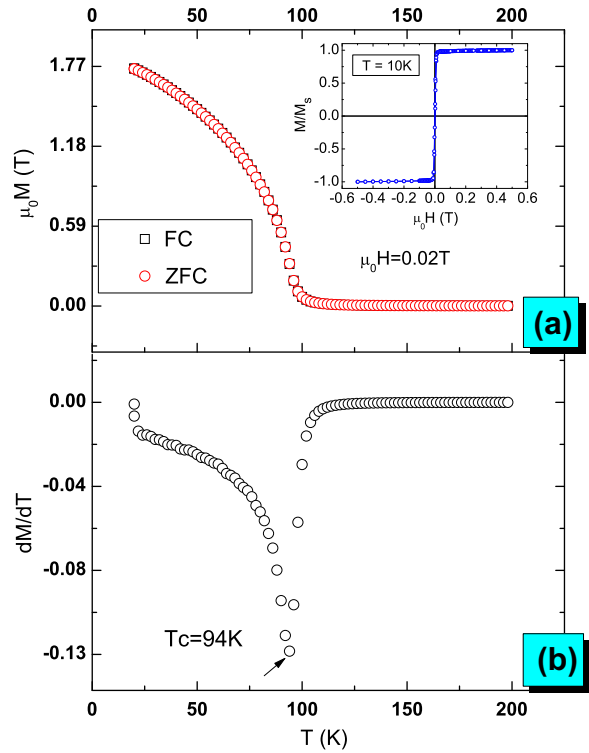 0 50 100 150 200
1.77
1.18
0.59
0.00
μ₀M (T)
1.0
0.5
0.0
-0.5
-1.0
M/Mₛ
T = 10K
-0.6 -0.4 -0.2 0.0 0.2 0.4 0.6
μ₀H (T)
FC
ZFC
μ₀H=0.02T
(a)
0.00
-0.04
-0.08
-0.13
dM/dT
Tc=94K
(b)
0 50 100 150 200
T (K)